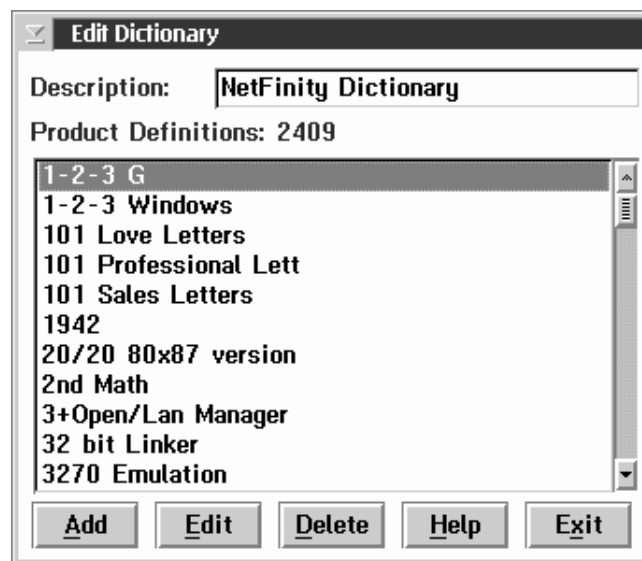 Edit Dictionary
Description: NetFinity Dictionary
Product Definitions: 2409
1-2-3 G
1-2-3 Windows
101 Love Letters
101 Professional Lett
101 Sales Letters
1942
20/20 80x87 version
2nd Math
3+Open/Lan Manager
32 bit Linker
3270 Emulation
Add Edit Delete Help Exit